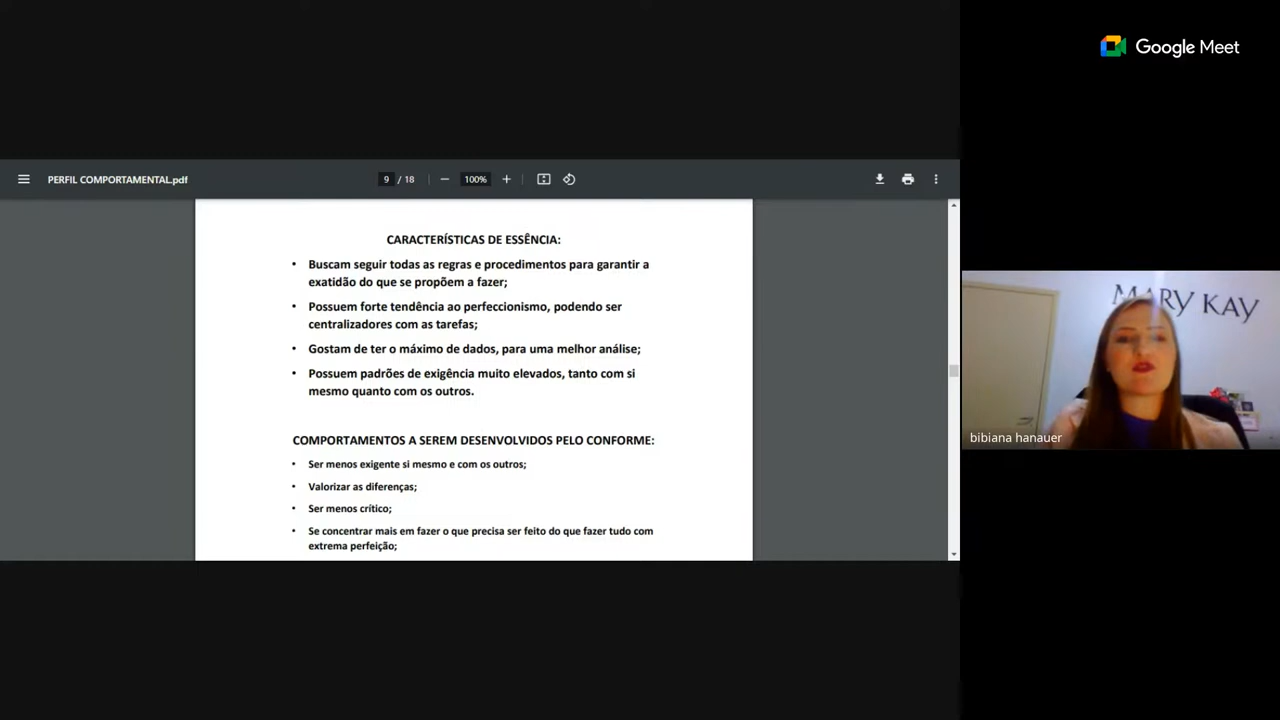 Google Meet
PERFIL COMPORTAMENTAL.pdf
9 / 18
100%
CARACTERÍSTICAS DE ESSÊNCIA:
• Buscam seguir todas as regras e procedimentos para garantir a
exatidão do que se propõem a fazer;
• Possuem forte tendência ao perfeccionismo, podendo ser
centralizadores com as tarefas;
• Gostam de ter o máximo de dados, para uma melhor análise;
• Possuem padrões de exigência muito elevados, tanto com si
mesmo quanto com os outros.
COMPORTAMENTOS A SEREM DESENVOLVIDOS PELO CONFORME:
• Ser menos exigente si mesmo e com os outros;
• Valorizar as diferenças;
• Ser menos crítico;
• Se concentrar mais em fazer o que precisa ser feito do que fazer tudo com
extrema perfeição;
MARY KAY
bibiana hanauer